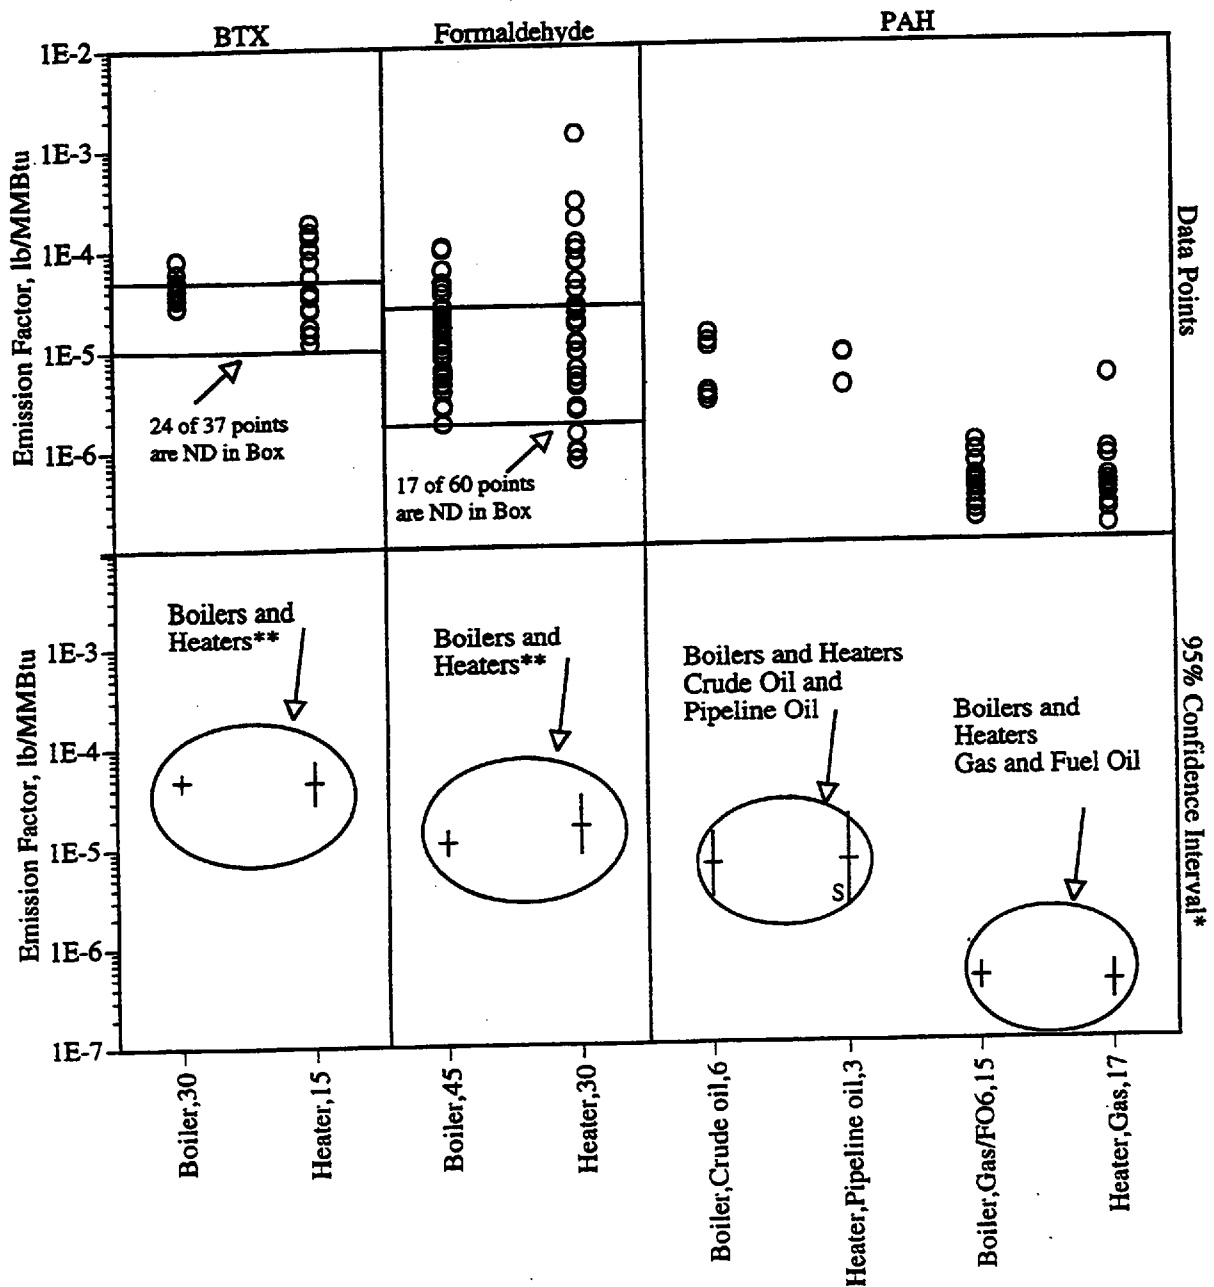 BTX
Formaldehyde
PAH
1E-2
1E-3
1E-4
1E-5
1E-6
Emission Factor, lb/MMBtu
Data Points
24 of 37 points
are ND in Box
17 of 60 points
are ND in Box
1E-3
1E-4
1E-5
1E-6
1E-7
Emission Factor, lb/MMBtu
95% Confidence Interval*
Boilers and
Heaters**
Boilers and
Heaters**
Boilers and Heaters
Crude Oil and
Pipeline Oil
Boilers and
Heaters
Gas and Fuel Oil
S
Boiler,30
Heater,15
Boiler,45
Heater,30
Boiler,Crude oil,6
Heater,Pipeline oil,3
Boiler,Gas/FO6,15
Heater,Gas,17